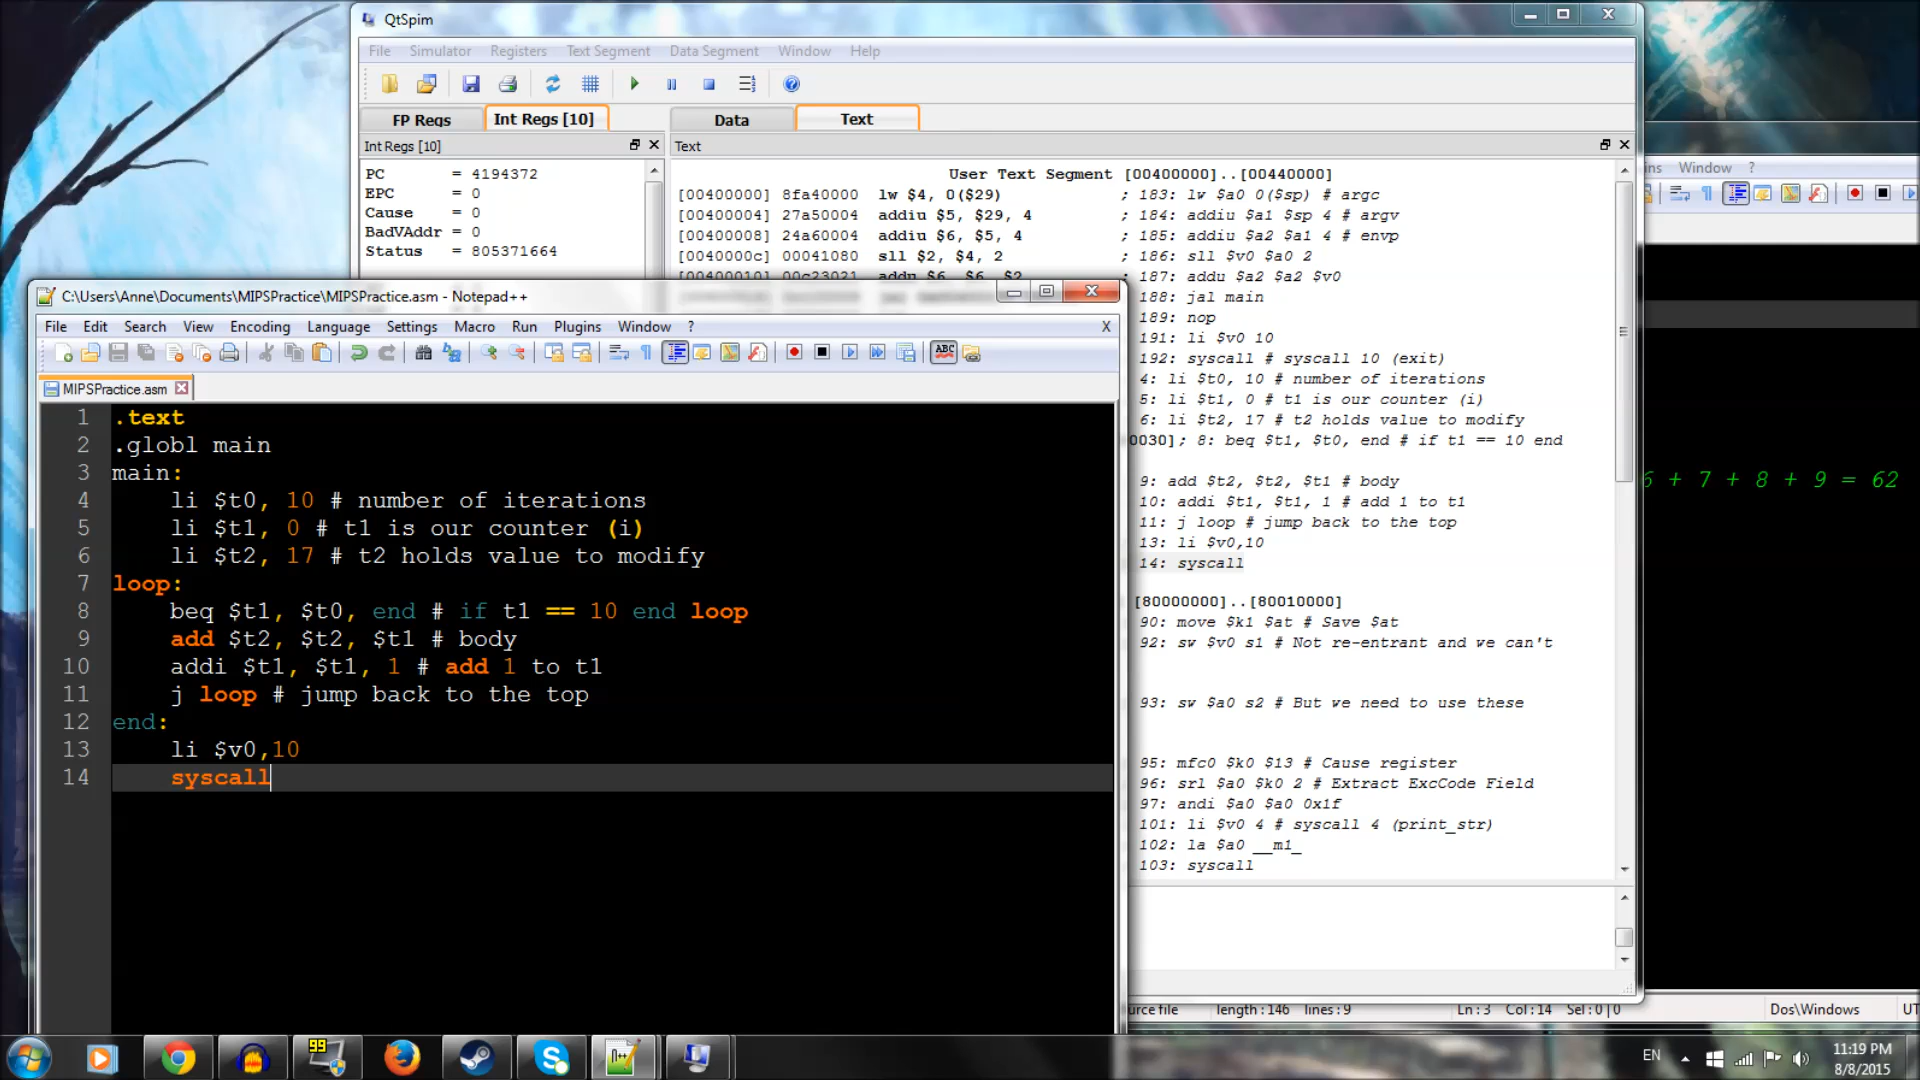 QtSpim
File Simulator Registers Text Segment Data Segment Window Help
FP Regs Int Regs [10] Data Text
Int Regs [10]
Text
PC = 4194372
EPC = 0
Cause = 0
BadVAddr = 0
Status = 805371664
User Text Segment [00400000]..[00440000]
[00400000] 8fa40000 lw $4, 0($29) ; 183: lw $a0 0($sp) # argc
[00400004] 27a50004 addiu $5, $29, 4 ; 184: addiu $a1 $sp 4 # argv
[00400008] 24a60004 addiu $6, $5, 4 ; 185: addiu $a2 $a1 4 # envp
[0040000c] 00041080 sll $2, $4, 2 ; 186: sll $v0 $a0 2
[00400010] 00c23021 addu $6, $6, $2 ; 187: addu $a2 $a2 $v0
188: jal main
189: nop
191: li $v0 10
192: syscall # syscall 10 (exit)
4: li $t0, 10 # number of iterations
5: li $t1, 0 # t1 is our counter (i)
6: li $t2, 17 # t2 holds value to modify
0030]; 8: beq $t1, $t0, end # if t1 == 10 end
9: add $t2, $t2, $t1 # body
10: addi $t1, $t1, 1 # add 1 to t1
11: j loop # jump back to the top
13: li $v0,10
14: syscall
[80000000]..[80010000]
90: move $k1 $at # Save $at
92: sw $v0 s1 # Not re-entrant and we can't
93: sw $a0 s2 # But we need to use these
95: mfc0 $k0 $13 # Cause register
96: srl $a0 $k0 2 # Extract ExcCode Field
97: andi $a0 $a0 0x1f
101: li $v0 4 # syscall 4 (print_str)
102: la $a0 __m1_
103: syscall
C:\Users\Anne\Documents\MIPSPractice\MIPSPractice.asm - Notepad++
File Edit Search View Encoding Language Settings Macro Run Plugins Window ? X
ABC
MIPSPractice.asm
1 .text
2 .globl main
3 main:
4 li $t0, 10 # number of iterations
5 li $t1, 0 # t1 is our counter (i)
6 li $t2, 17 # t2 holds value to modify
7 loop:
8 beq $t1, $t0, end # if t1 == 10 end loop
9 add $t2, $t2, $t1 # body
10 addi $t1, $t1, 1 # add 1 to t1
11 j loop # jump back to the top
12 end:
13 li $v0,10
14 syscall
ins Window ?
6 + 7 + 8 + 9 = 62
urce file length : 146 lines : 9 Ln : 3 Col : 14 Sel : 0 | 0 Dos\Windows UT
99
EN
11:19 PM
8/8/2015